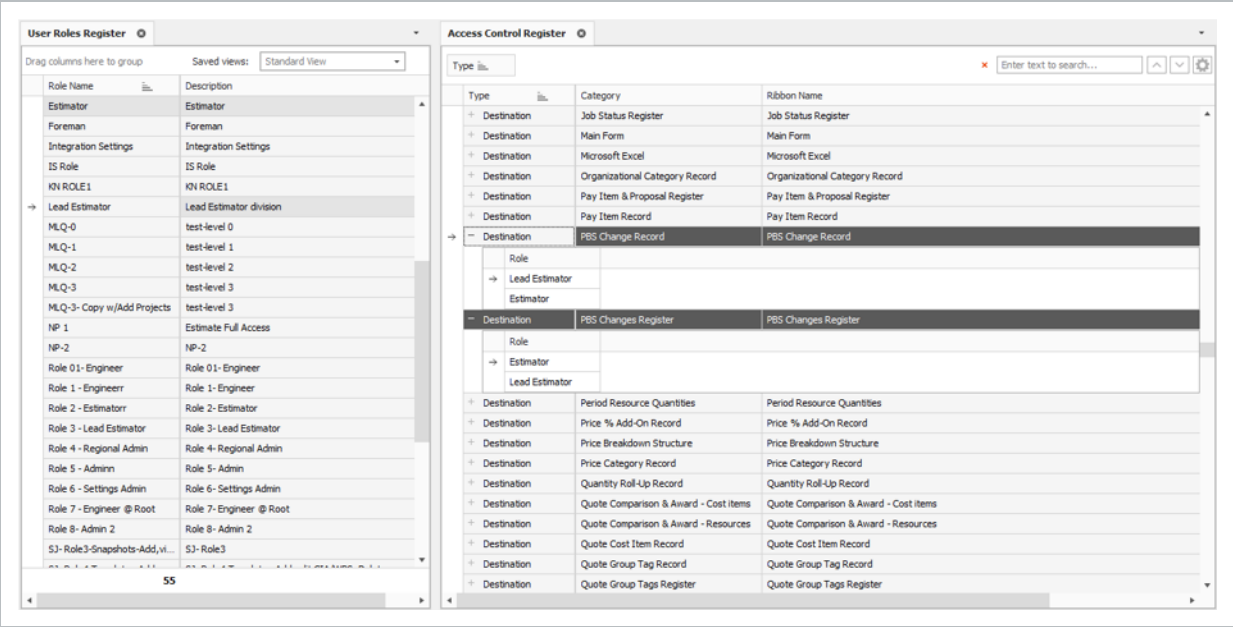 User Roles Register
Drag columns here to group Saved views: Standard View
Role Name Description
Estimator Estimator
Foreman Foreman
Integration Settings Integration Settings
IS Role IS Role
KN ROLE1 KN ROLE1
Lead Estimator Lead Estimator division
MLQ-0 test-level 0
MLQ-1 test-level 1
MLQ-2 test-level 2
MLQ-3 test-level 3
MLQ-3- Copy w/Add Projects test-level 3
NP 1 Estimate Full Access
NP-2 NP-2
Role 01- Engineer Role 01- Engineer
Role 1 - Engineerr Role 1- Engineer
Role 2 - Estimatorr Role 2- Estimator
Role 3 - Lead Estimator Role 3- Lead Estimator
Role 4 - Regional Admin Role 4- Regional Admin
Role 5 - Adminn Role 5- Admin
Role 6 - Settings Admin Role 6- Settings Admin
Role 7 - Engineer @ Root Role 7- Engineer @ Root
Role 8- Admin 2 Role 8- Admin 2
SJ- Role3-Snapshots-Add,vi... SJ- Role3
55
Access Control Register
Type
Enter text to search...
Type Category Ribbon Name
Destination Job Status Register Job Status Register
Destination Main Form Main Form
Destination Microsoft Excel Microsoft Excel
Destination Organizational Category Record Organizational Category Record
Destination Pay Item & Proposal Register Pay Item & Proposal Register
Destination Pay Item Record Pay Item Record
Destination PBS Change Record PBS Change Record
Role
Lead Estimator
Estimator
Destination PBS Changes Register PBS Changes Register
Role
Estimator
Lead Estimator
Destination Period Resource Quantities Period Resource Quantities
Destination Price % Add-On Record Price % Add-On Record
Destination Price Breakdown Structure Price Breakdown Structure
Destination Price Category Record Price Category Record
Destination Quantity Roll-Up Record Quantity Roll-Up Record
Destination Quote Comparison & Award - Cost items Quote Comparison & Award - Cost items
Destination Quote Comparison & Award - Resources Quote Comparison & Award - Resources
Destination Quote Cost Item Record Quote Cost Item Record
Destination Quote Group Tag Record Quote Group Tag Record
Destination Quote Group Tags Register Quote Group Tags Register